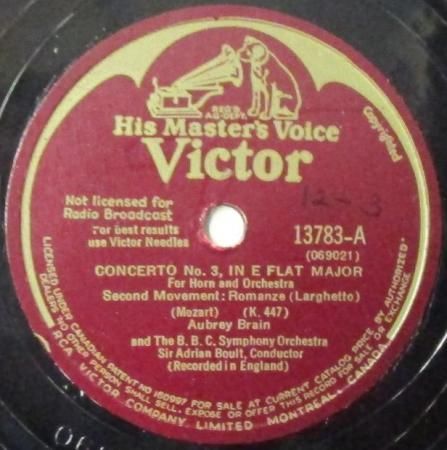 REG'D.
AG-DEPT.
His Master's Voice
Copyrighted
Victor
Not licensed for
Radio Broadcast
For best results
use Victor Needles
12-3
13783-A
(069021)
CONCERTO No. 3, IN E FLAT MAJOR
For Horn and Orchestra
Second Movement: Romanze (Larghetto)
(Mozart) (K. 447)
Aubrey Brain
and The B.B.C. Symphony Orchestra
Sir Adrian Boult, Conductor
(Recorded in England)
LICENSED UNDER CANADIAN PATENT NO 160997 FOR SALE AT CURRENT CATALOG PRICE BY AUTHORIZED
DEALERS "NO OTHER PERSON SHALL SELL, EXPOSE OR OFFER THIS RECORD FOR SALE OR EXCHANGE.
RCA VICTOR COMPANY LIMITED MONTREAL, CANADA